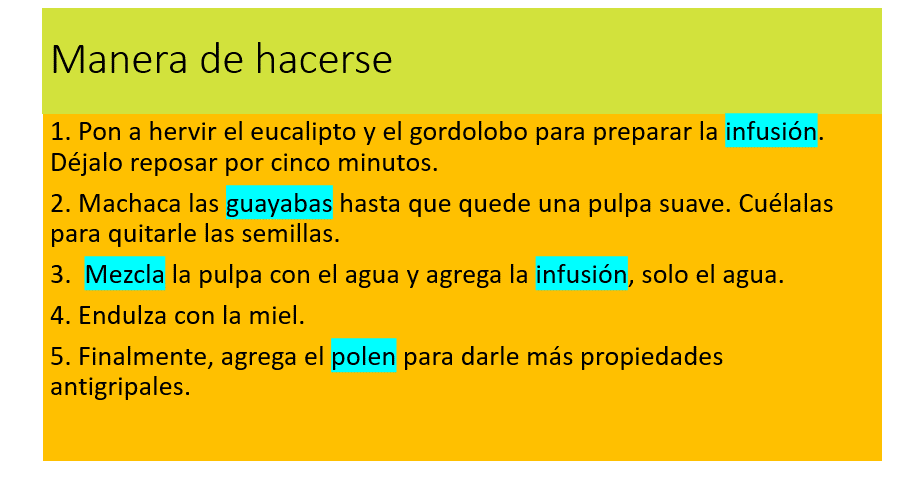 Manera de hacerse
1. Pon a hervir el eucalipto y el gordolobo para preparar la infusión.
Déjalo reposar por cinco minutos.
2. Machaca las guayabas hasta que quede una pulpa suave. Cuélalas
para quitarle las semillas.
3. Mezcla la pulpa con el agua y agrega la infusión, solo el agua.
4. Endulza con la miel.
5. Finalmente, agrega el polen para darle más propiedades
antigripales.